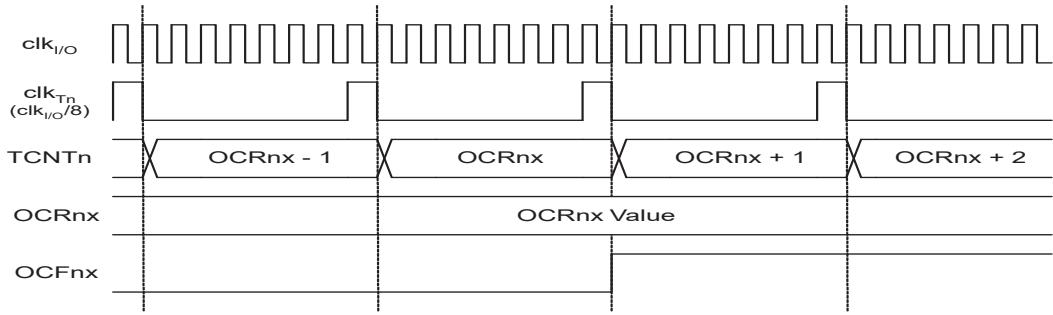 clkI/O
clkTn
(clkI/O/8)
TCNTn OCRnx - 1 OCRnx OCRnx + 1 OCRnx + 2
OCRnx OCRnx Value
OCFnx